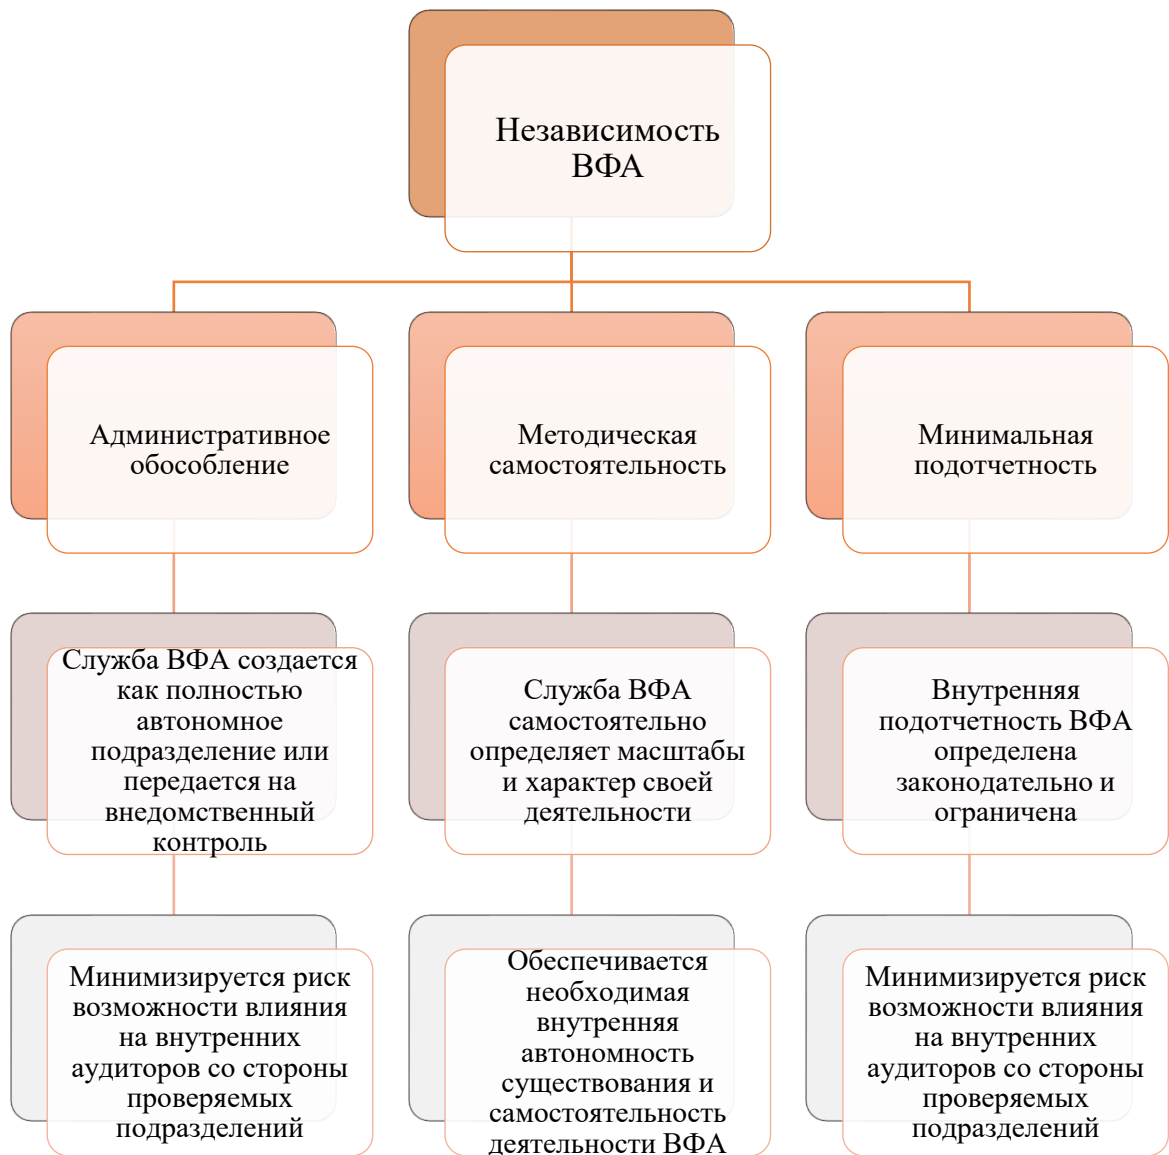 Независимость
ВФА
Административное
обособление
Методическая
самостоятельность
Минимальная
подотчетность
Служба ВФА создается
как полностью
автономное
подразделение или
передается на
внедомственный
контроль
Служба ВФА
самостоятельно
определяет масштабы
и характер своей
деятельности
Внутренняя
подотчетность ВФА
определена
законодательно и
ограничена
Минимизируется риск
возможности влияния
на внутренних
аудиторов со стороны
проверяемых
подразделений
Обеспечивается
необходимая
внутренняя
автономность
существования и
самостоятельность
деятельности ВФА
Минимизируется риск
возможности влияния
на внутренних
аудиторов со стороны
проверяемых
подразделений